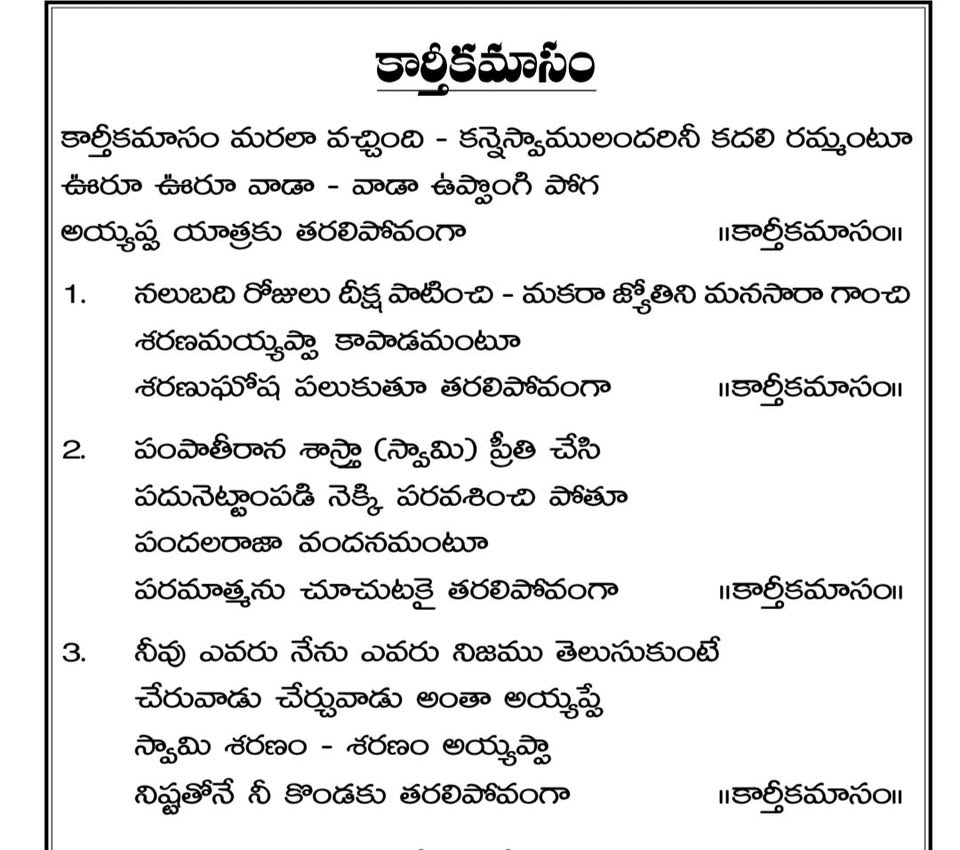 కార్తీకమాసం
కార్తీకమాసం మరలా వచ్చింది - కన్నెస్వాములందరినీ కదలి రమ్మంటూ
ఊరూ ఊరూ వాడా - వాడా ఉప్పొంగి పోగ
అయ్యప్ప యాత్రకు తరలిపోవంగా ॥కార్తీకమాసం॥
1. నలుబది రోజులు దీక్ష పాటించి - మకరా జ్యోతిని మనసారా గాంచి
శరణమయ్యప్పా కాపాడమంటూ
శరణుఘోష పలుకుతూ తరలిపోవంగా ॥కార్తీకమాసం॥
2. పంపాతీరాన శాస్త్రా (స్వామి) ప్రీతి చేసి
పదునెట్టాంపడి నెక్కి పరవశించి పోతూ
పందలరాజా వందనమంటూ
పరమాత్మను చూచుటకై తరలిపోవంగా ॥కార్తీకమాసం॥
3. నీవు ఎవరు నేను ఎవరు నిజము తెలుసుకుంటే
చేరువాడు చేర్చువాడు అంతా అయ్యప్పే
స్వామి శరణం - శరణం అయ్యప్పా
నిష్టతోనే నీ కొండకు తరలిపోవంగా ॥కార్తీకమాసం॥